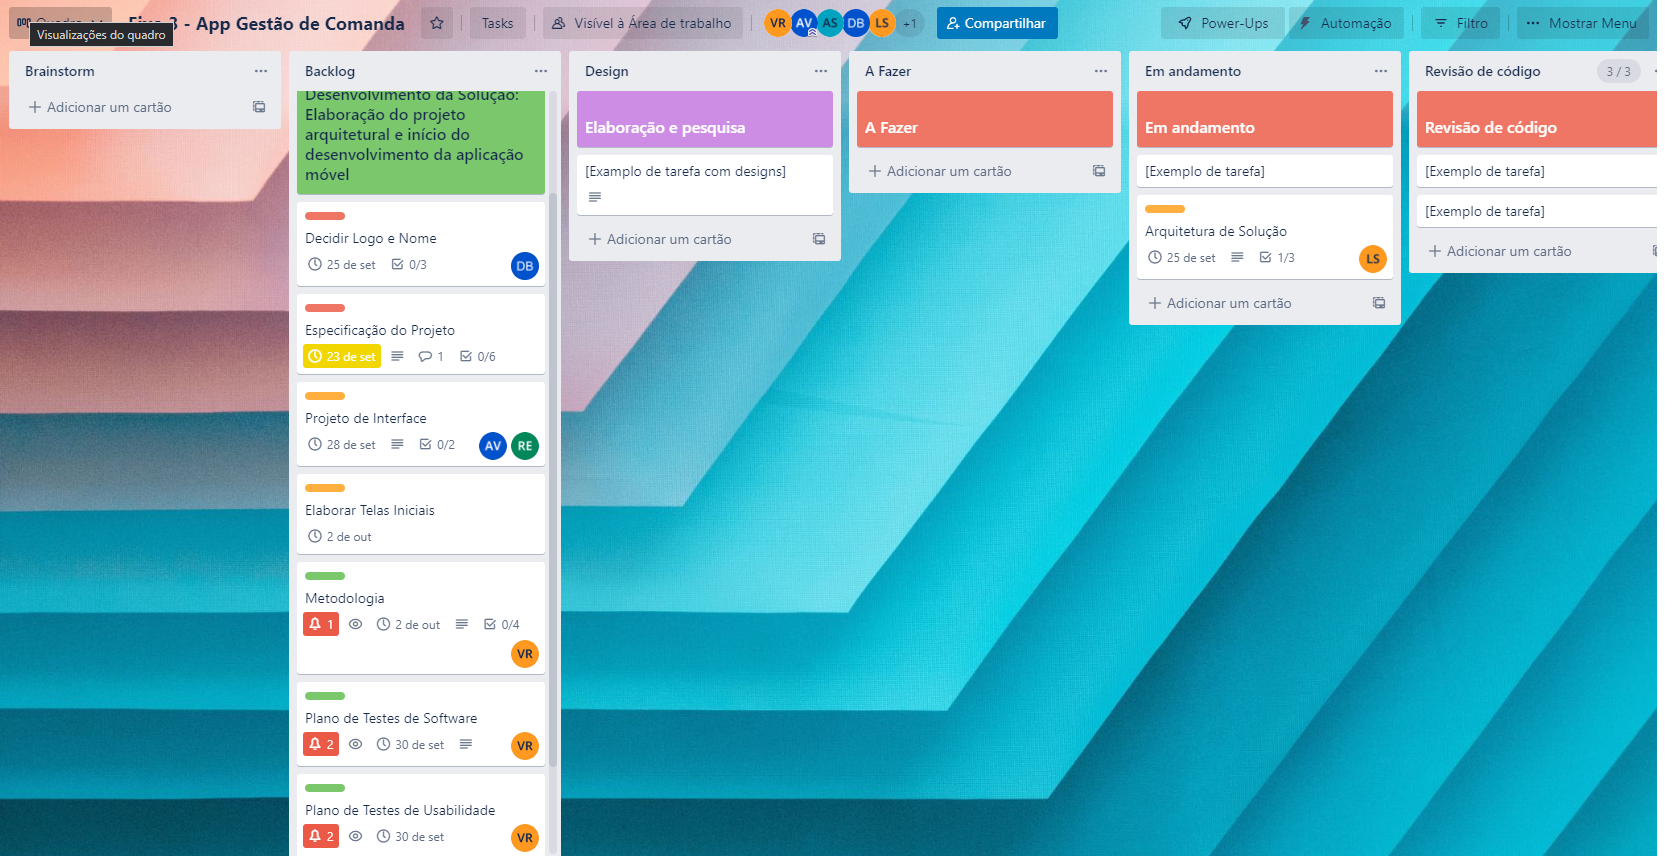 3 - App Gestão de Comanda
Tasks
Visível à Área de trabalho
VR
AV
AS
DB
LS
+1
Compartilhar
Power-Ups
Automação
Filtro
Mostrar Menu
Visualizações do quadro
Brainstorm
Adicionar um cartão
Backlog
Desenvolvimento da Solução:
Elaboração do projeto
arquitetural e início do
desenvolvimento da aplicação
móvel
Decidir Logo e Nome
25 de set
0/3
DB
Especificação do Projeto
23 de set
1
0/6
Projeto de Interface
28 de set
0/2
AV
RE
Elaborar Telas Iniciais
2 de out
Metodologia
1
2 de out
0/4
VR
Plano de Testes de Software
2
30 de set
VR
Plano de Testes de Usabilidade
2
30 de set
VR
Design
Elaboração e pesquisa
[Examplo de tarefa com designs]
Adicionar um cartão
A Fazer
A Fazer
Adicionar um cartão
Em andamento
Em andamento
[Exemplo de tarefa]
Arquitetura de Solução
25 de set
1/3
LS
Adicionar um cartão
Revisão de código
3 / 3
Revisão de código
[Exemplo de tarefa]
[Exemplo de tarefa]
Adicionar um cartão